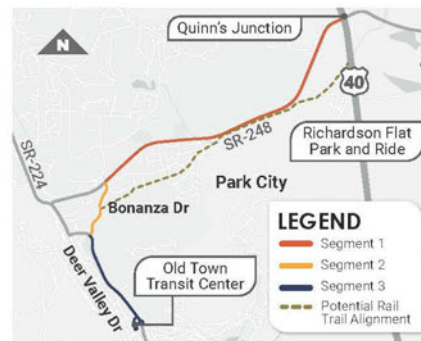 Quinn's Junction
N
40
SR-248
Richardson Flat
Park and Ride
SR-224
Park City
Bonanza Dr
LEGEND
Segment 1
Segment 2
Segment 3
Potential Rail
Trail Alignment
Deer Valley Dr
Old Town
Transit Center